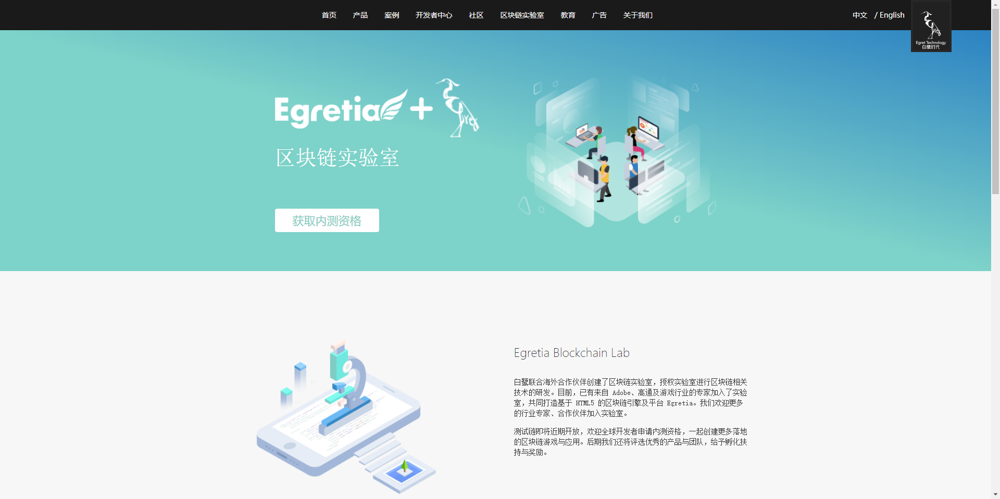 首页 产品 案例 开发者中心 社区 区块链实验室 教育 广告 关于我们
中文 / English
Egret Technology
白鹭时代
Egretia + Egret
区块链实验室
获取内测资格
Egretia Blockchain Lab
白鹭联合海外合作伙伴创建了区块链实验室，授权实验室进行区块链相关
技术的研发。目前，已有来自 Adobe、高通及游戏行业的专家加入了实验
室，共同打造基于 HTML5 的区块链引擎及平台 Egretia。我们欢迎更多
的行业专家、合作伙伴加入实验室。
测试链即将近期开放，欢迎全球开发者申请内测资格，一起创建更多落地
的区块链游戏与应用。后期我们还将评选优秀的产品与团队，给予孵化扶
持与奖励。